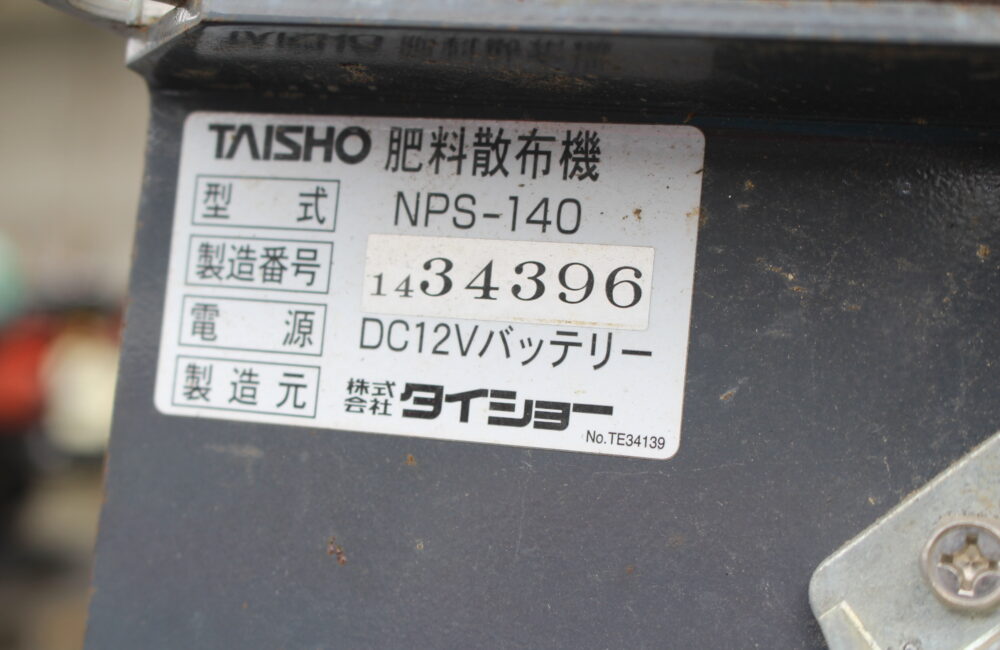 TAISHO 肥料散布機
型式 NPS-140
製造番号 1434396
電源 DC12Vバッテリー
製造元 株式会社タイショー
No.TE34139